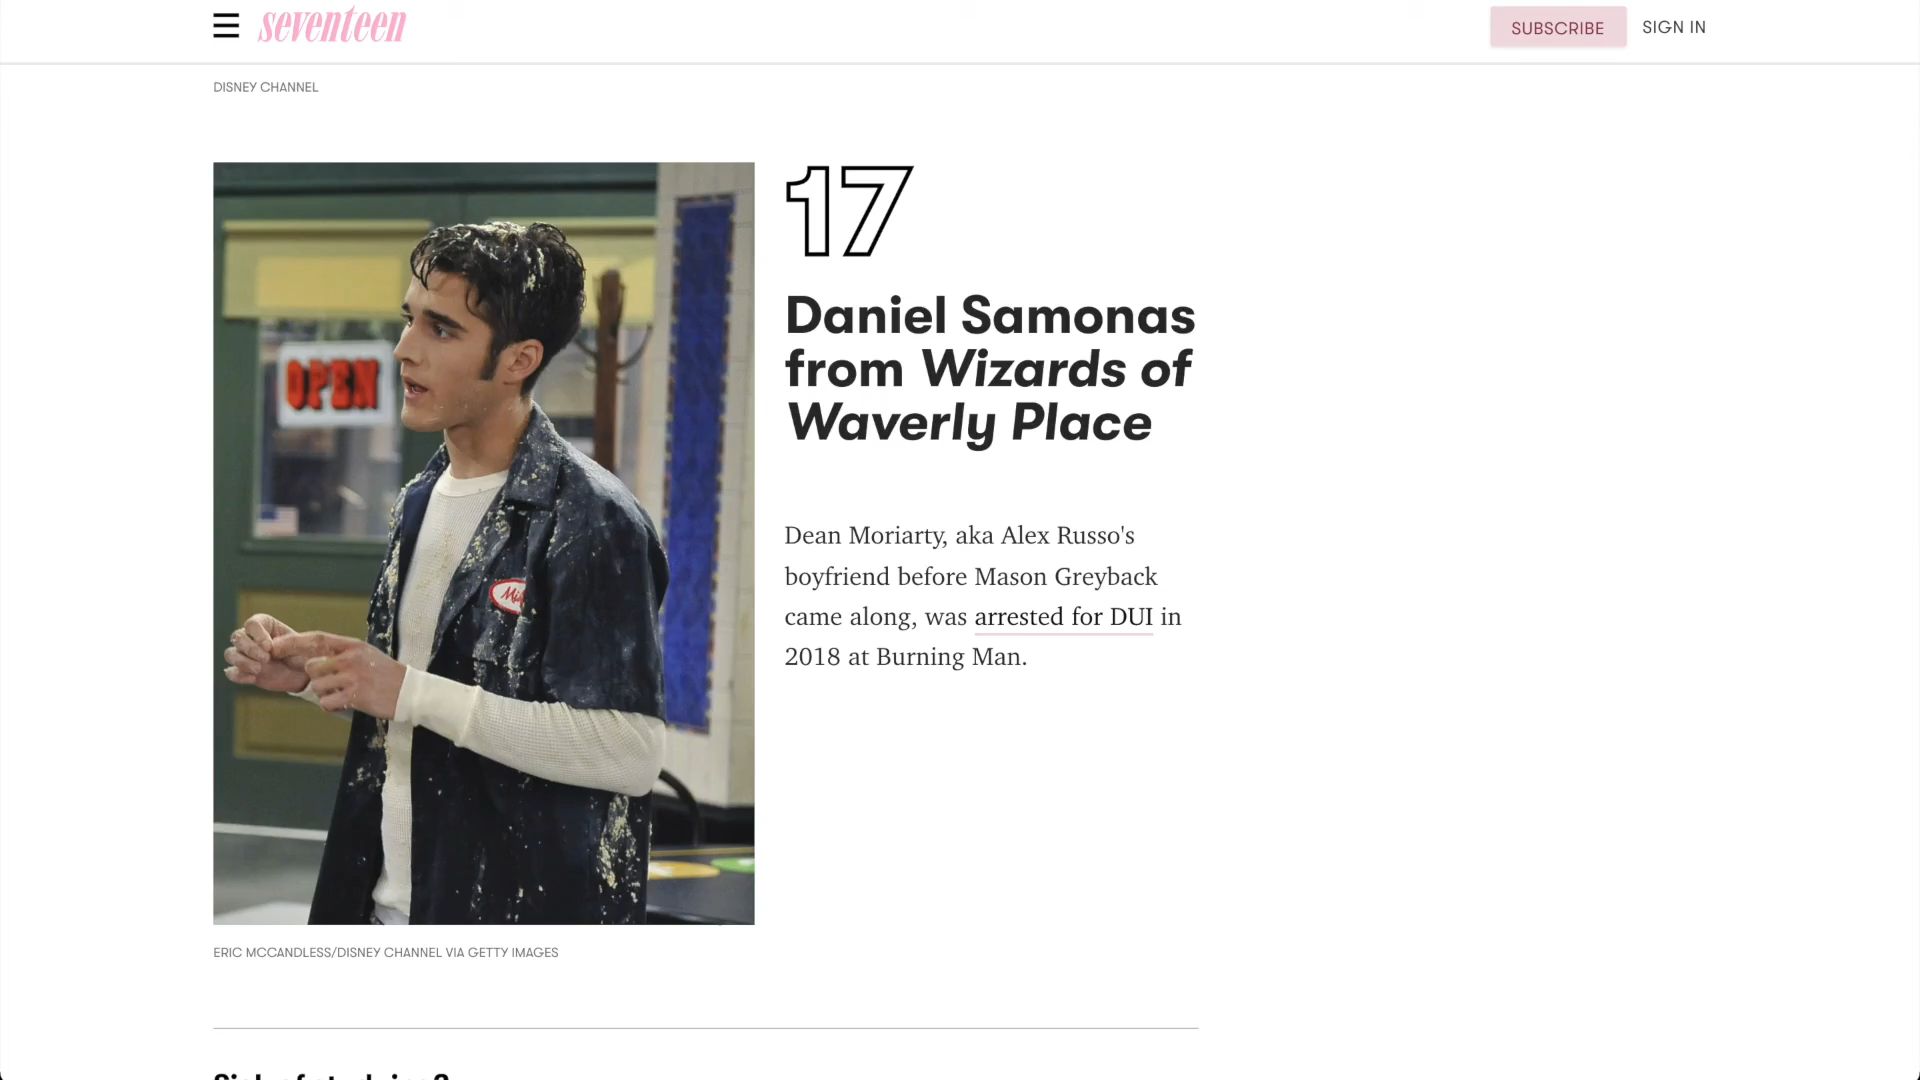 seventeen
SUBSCRIBE
SIGN IN
DISNEY CHANNEL
OPEN
17
Daniel Samonas
from Wizards of
Waverly Place
Dean Moriarty, aka Alex Russo's
boyfriend before Mason Greyback
came along, was arrested for DUI in
2018 at Burning Man.
ERIC MCCANDLESS/DISNEY CHANNEL VIA GETTY IMAGES